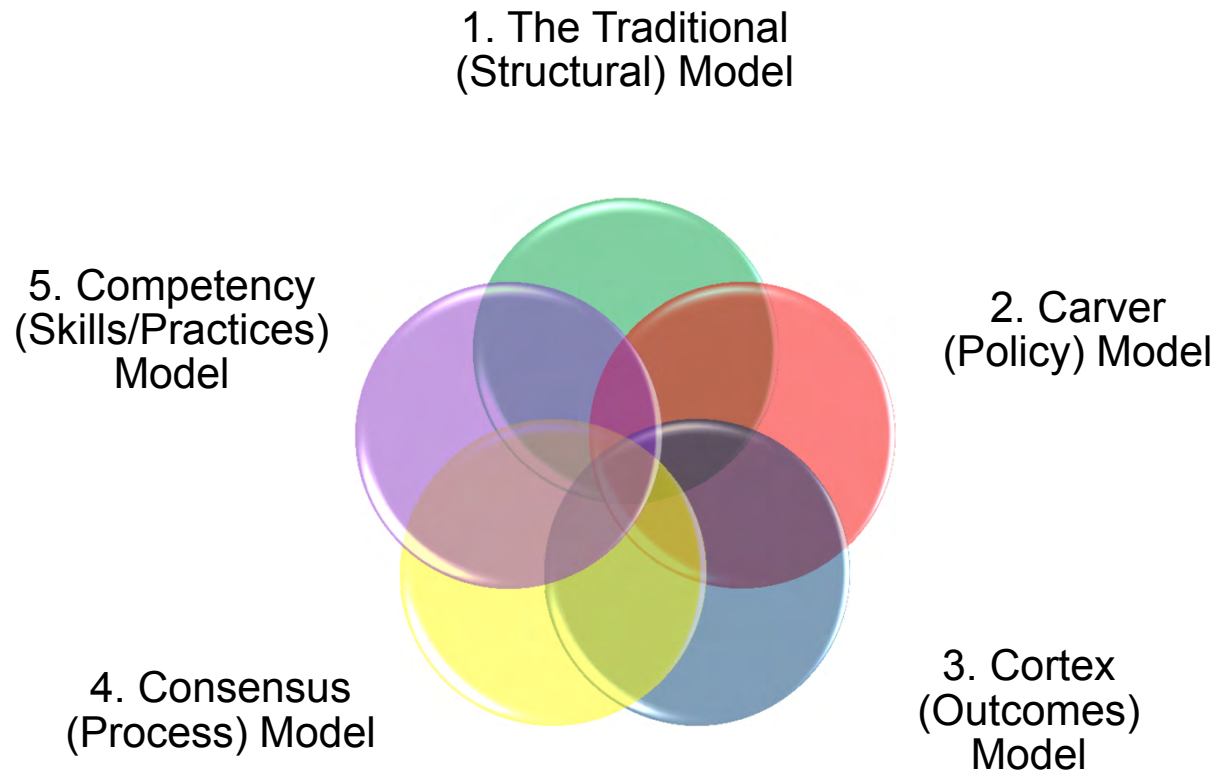 1. The Traditional
(Structural) Model
2. Carver
(Policy) Model
3. Cortex
(Outcomes)
Model
4. Consensus
(Process) Model
5. Competency
(Skills/Practices)
Model